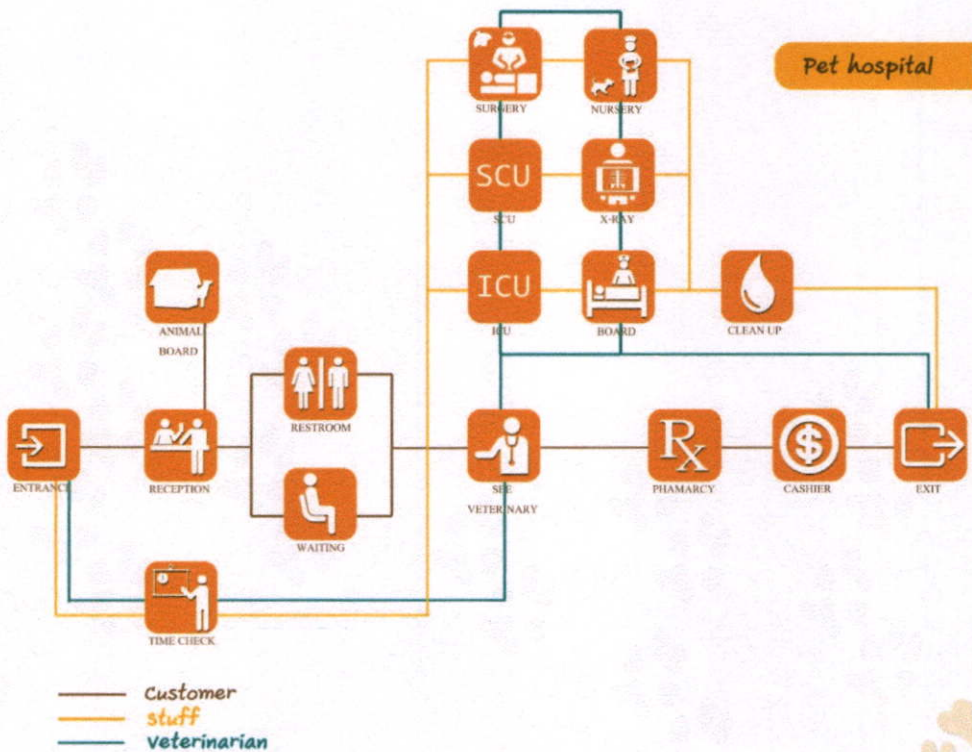 Pet hospital
SURGERY
NURSERY
SCU
SCU
X-RAY
ICU
ICU
BOARD
CLEAN UP
ANIMAL
BOARD
RESTROOM
ENTRANCE
RECEPTION
WAITING
SEE
VETERINARY
Rx
PHAMARCY
$
CASHIER
EXIT
TIME CHECK
Customer
stuff
veterinarian